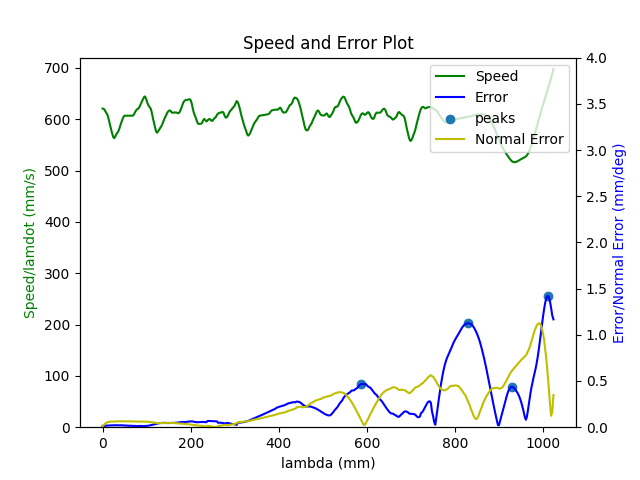 Speed and Error Plot
700
600
500
400
300
200
100
0
Speed/lamdot (mm/s)
4.0
3.5
3.0
2.5
2.0
1.5
1.0
0.5
0.0
Error/Normal Error (mm/deg)
Speed
Error
peaks
Normal Error
0 200 400 600 800 1000
lambda (mm)